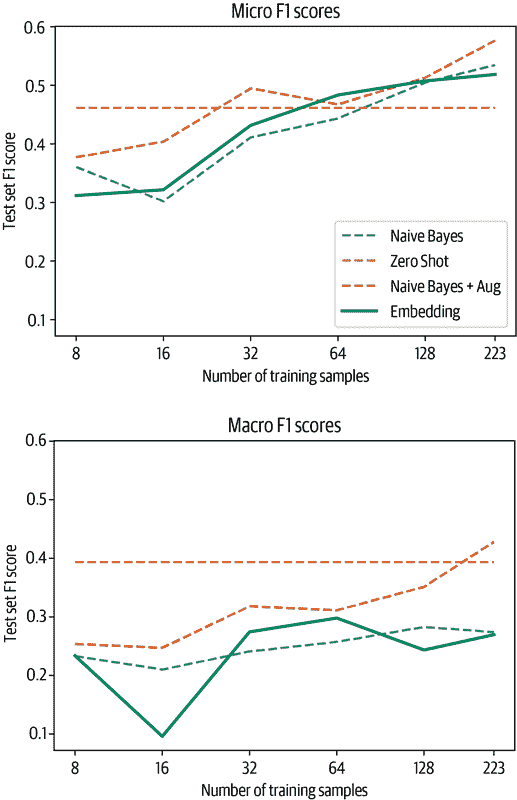 Micro F1 scores
0.6
0.5
0.4
0.3
0.2
0.1
Test set F1 score
Naive Bayes
Zero Shot
Naive Bayes + Aug
Embedding
8 16 32 64 128 223
Number of training samples
Macro F1 scores
0.6
0.5
0.4
0.3
0.2
0.1
Test set F1 score
8 16 32 64 128 223
Number of training samples